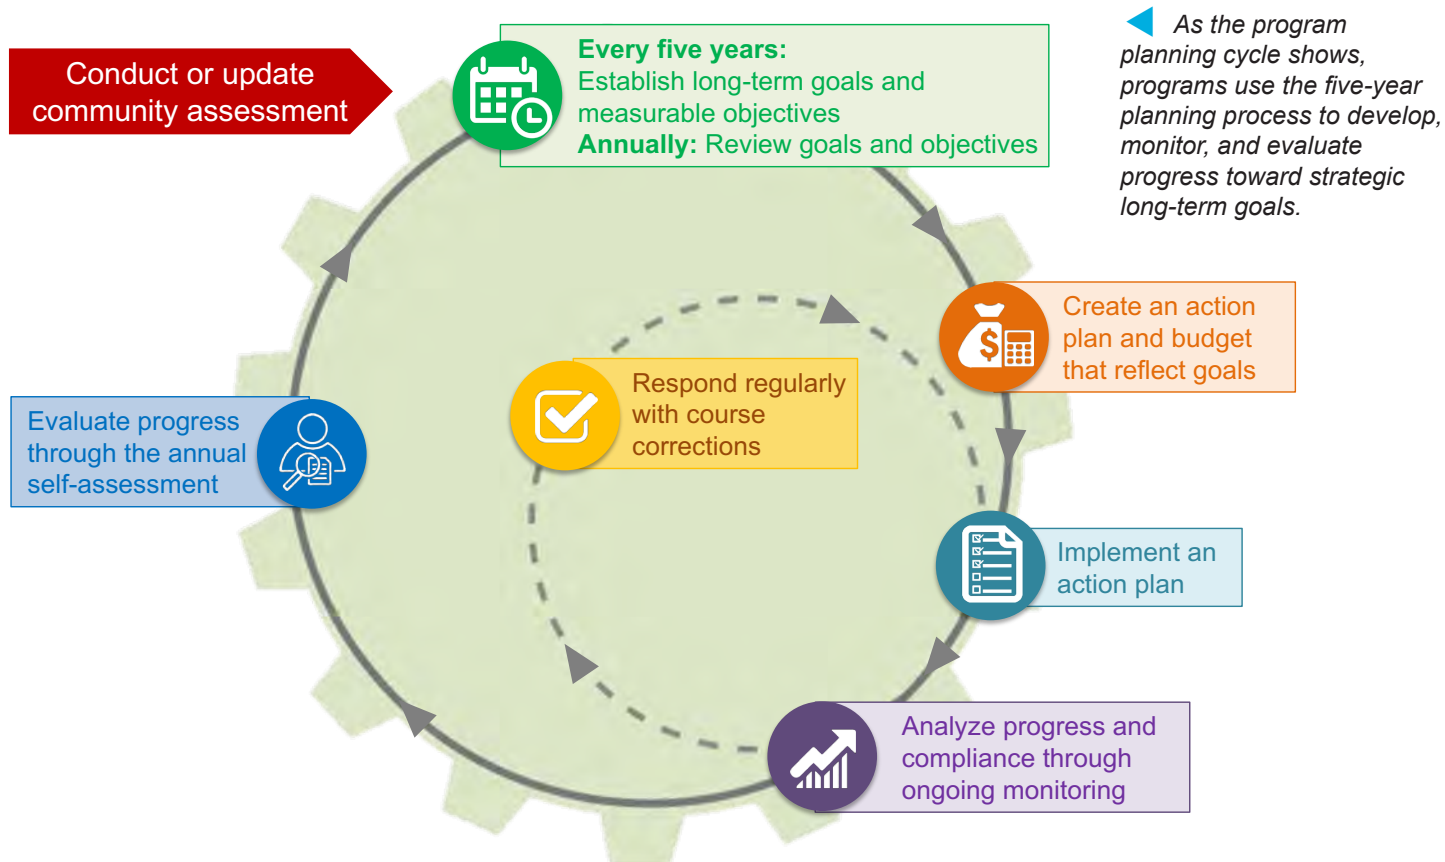 Conduct or update
community assessment
Every five years:
Establish long-term goals and
measurable objectives
Annually: Review goals and objectives
As the program
planning cycle shows,
programs use the five-year
planning process to develop,
monitor, and evaluate
progress toward strategic
long-term goals.
Create an action
plan and budget
that reflect goals
$
Respond regularly
with course
corrections
Evaluate progress
through the annual
self-assessment
Implement an
action plan
Analyze progress and
compliance through
ongoing monitoring